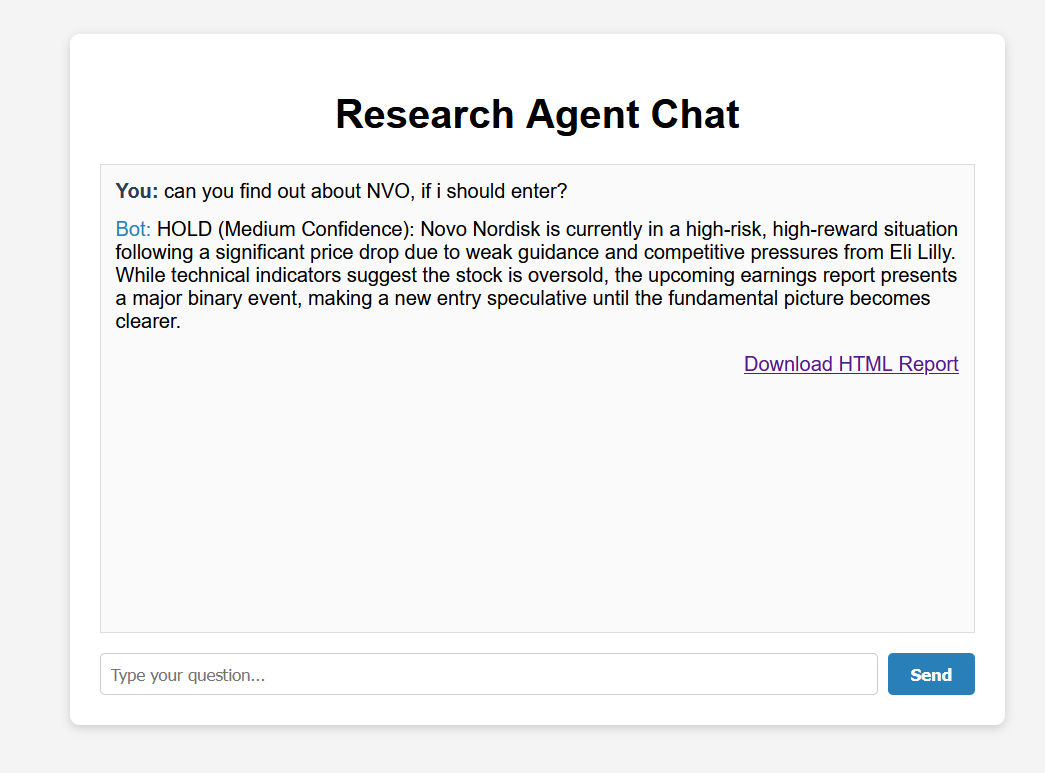 Research Agent Chat
You: can you find out about NVO, if i should enter?
Bot: HOLD (Medium Confidence): Novo Nordisk is currently in a high-risk, high-reward situation
following a significant price drop due to weak guidance and competitive pressures from Eli Lilly.
While technical indicators suggest the stock is oversold, the upcoming earnings report presents
a major binary event, making a new entry speculative until the fundamental picture becomes
clearer.
Download HTML Report
Type your question...
Send